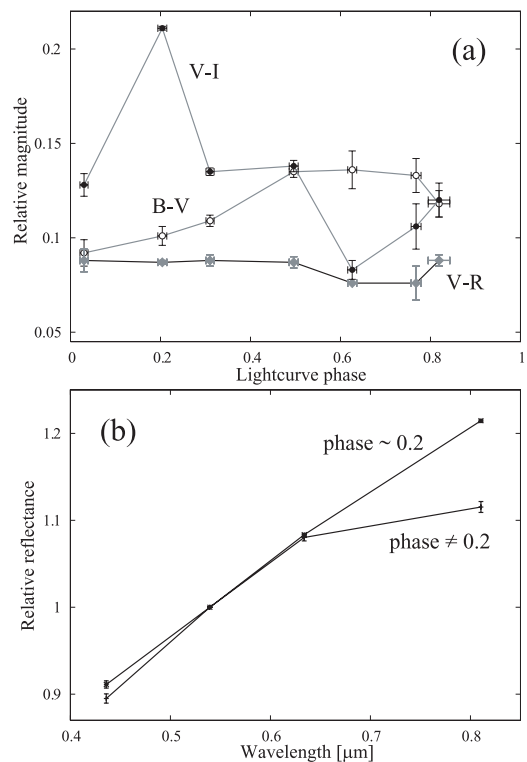 (a)
V-I
B-V
V-R
Relative magnitude
0.2
0.15
0.1
0.05
0 0.2 0.4 0.6 0.8 1
Lightcurve phase
(b)
phase ~ 0.2
phase ≠ 0.2
Relative reflectance
1.2
1.1
1
0.9
0.4 0.5 0.6 0.7 0.8
Wavelength [μm]